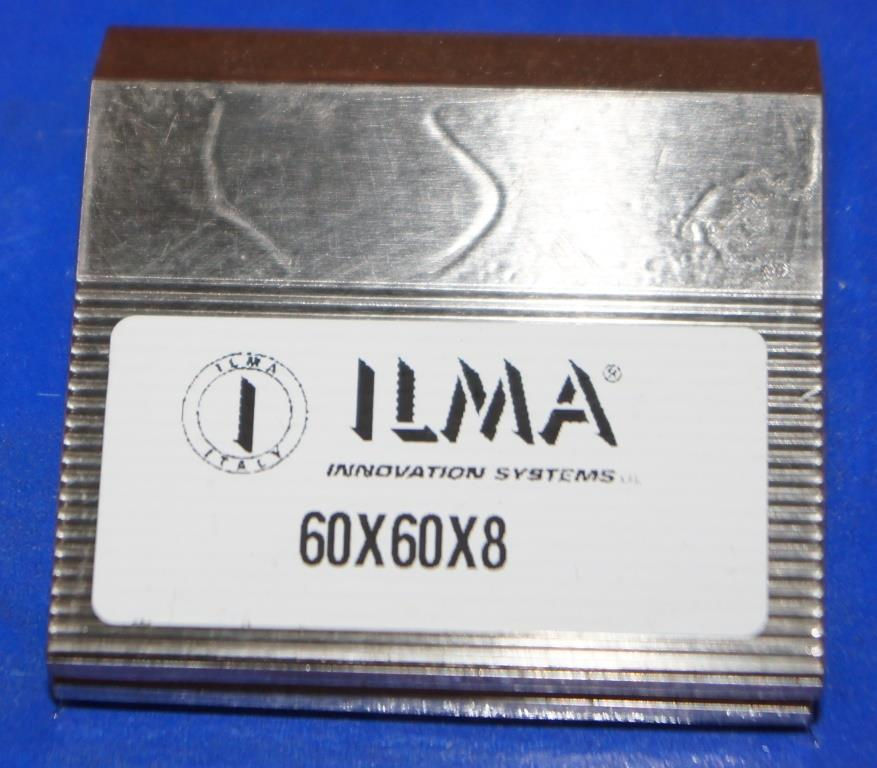 ILMA
I
ITALY
ILMA®
INNOVATION SYSTEMS
60X60X8